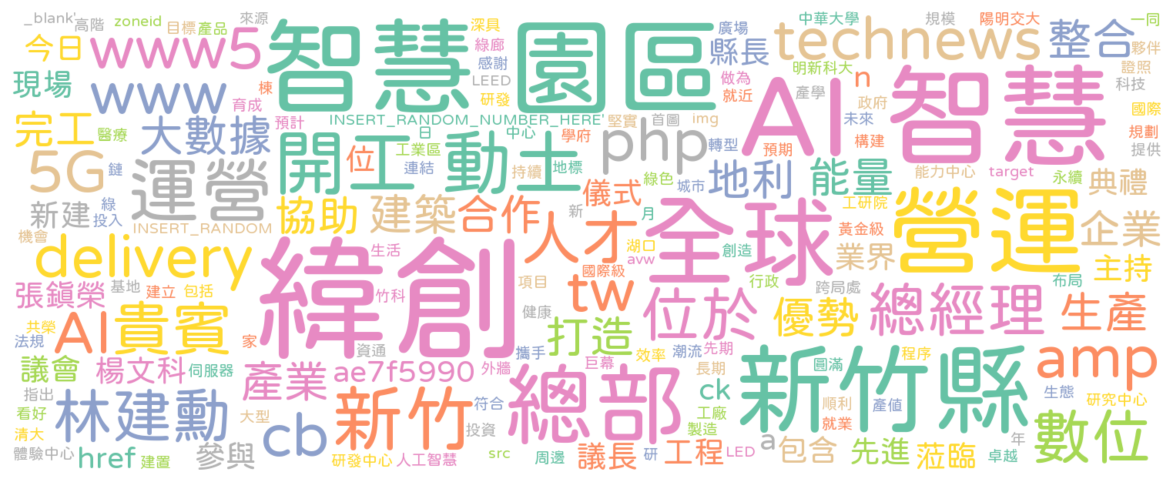 _blank'
高階
zoneid
目標
產品
來源
深具
綠廊
感謝
廣場
縣長
中華大學
規模
陽明交大
一同
夥伴
今日
www5
智慧
園區
technews
整合
證照
科技
現場
www
育成
棟
LEED
研發
做為
就近
明新科大
產學
n
AI
智慧
政府
未來
國際
規劃
提供
完工
醫療
大數據
預計
INSERT_RANDOM_NUMBER_HERE'
堅實
首圖
img
php
轉型
預期
構建
5G
鏈
運營
開工
日
工業區
連結
中心
動土
學府
持續
地標
位
綠色
城市
地利
能量
工研院
能力中心
target
永續
典禮
新建
綠
投入
INSERT_RANDOM
協助
建築
合作
人才
儀式
新
月
全球
黃金級
營運
企業
機會
delivery
緯創
生活
湖口
avw
創造
業界
主持
張鎮榮
基地
建立
包括
竹科
項目
國際級
tw
位於
行政
跨局處
布局
優勢
總經理
生產
共榮
法規
AI
貴賓
家
資通
健康
打造
攜手
效率
潮流
先期
圓滿
程序
amp
議會
楊文科
伺服器
產業
ae7f5990
外牆
巨幕
總部
長期
ck
新竹縣
生態
指出
看好
林建勳
大型
cb
新竹
符合
投資
工廠
製造
順利
就業
產值
研究中心
數位
清大
體驗中心
href
建置
參與
研發中心
人工智慧
src
周邊
議長
研
工程
LED
a
包含
先進
蒞臨
卓越
年